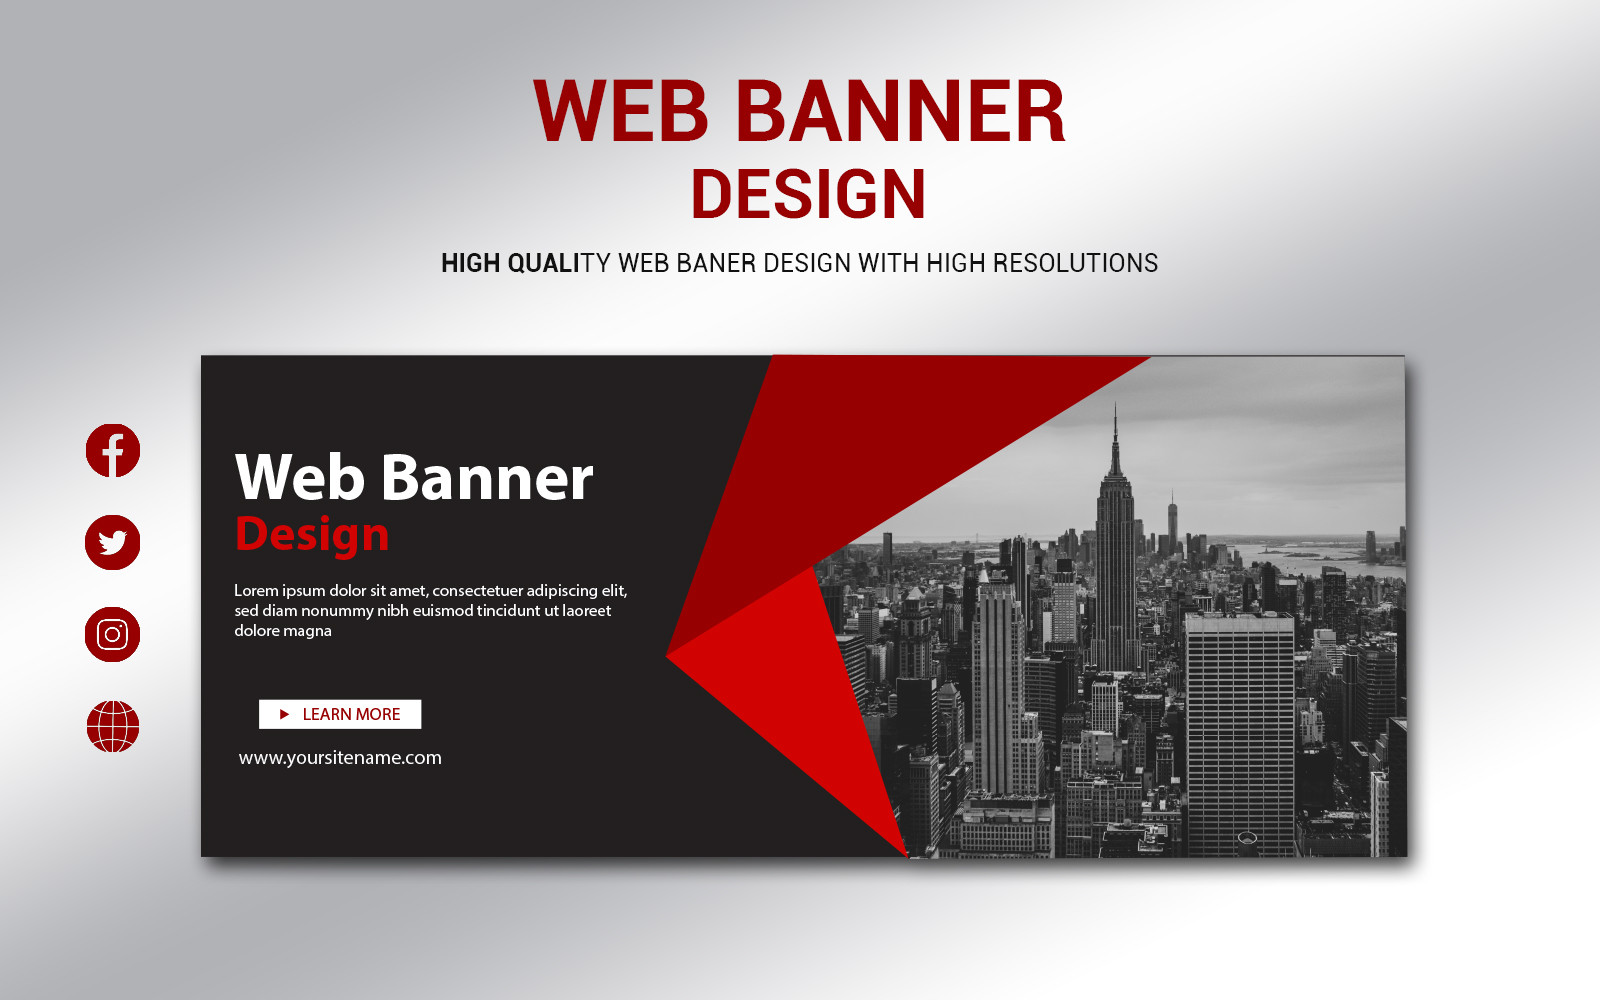 WEB BANNER
DESIGN
HIGH QUALITY WEB BANER DESIGN WITH HIGH RESOLUTIONS
Web Banner
Design
Lorem ipsum dolor sit amet, consectetuer adipiscing elit,
sed diam nonummy nibh euismod tincidunt ut laoreet
dolore magna
LEARN MORE
www.yoursitename.com